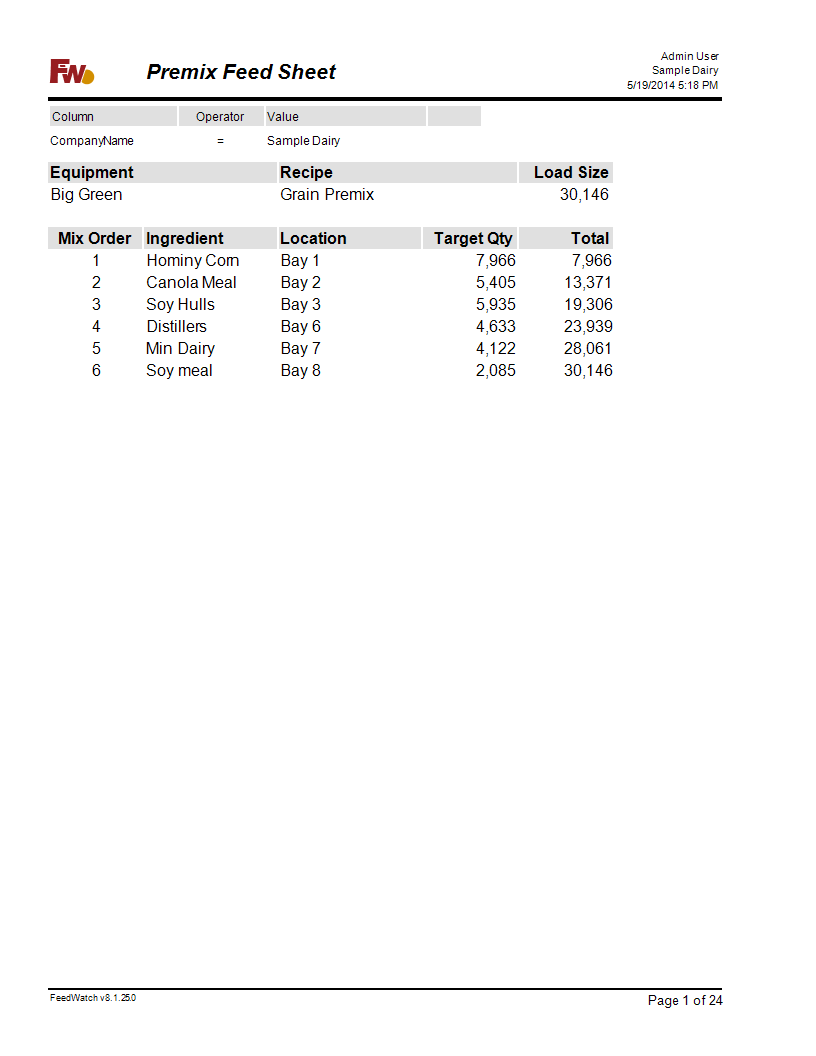 FW
Premix Feed Sheet
Admin User
Sample Dairy
5/19/2014 5:18 PM
Column Operator Value
CompanyName = Sample Dairy
Equipment Recipe Load Size
Big Green Grain Premix 30,146
Mix Order Ingredient Location Target Qty Total
1 Hominy Corn Bay 1 7,966 7,966
2 Canola Meal Bay 2 5,405 13,371
3 Soy Hulls Bay 3 5,935 19,306
4 Distillers Bay 6 4,633 23,939
5 Min Dairy Bay 7 4,122 28,061
6 Soy meal Bay 8 2,085 30,146
FeedWatch v8.1.25.0
Page 1 of 24